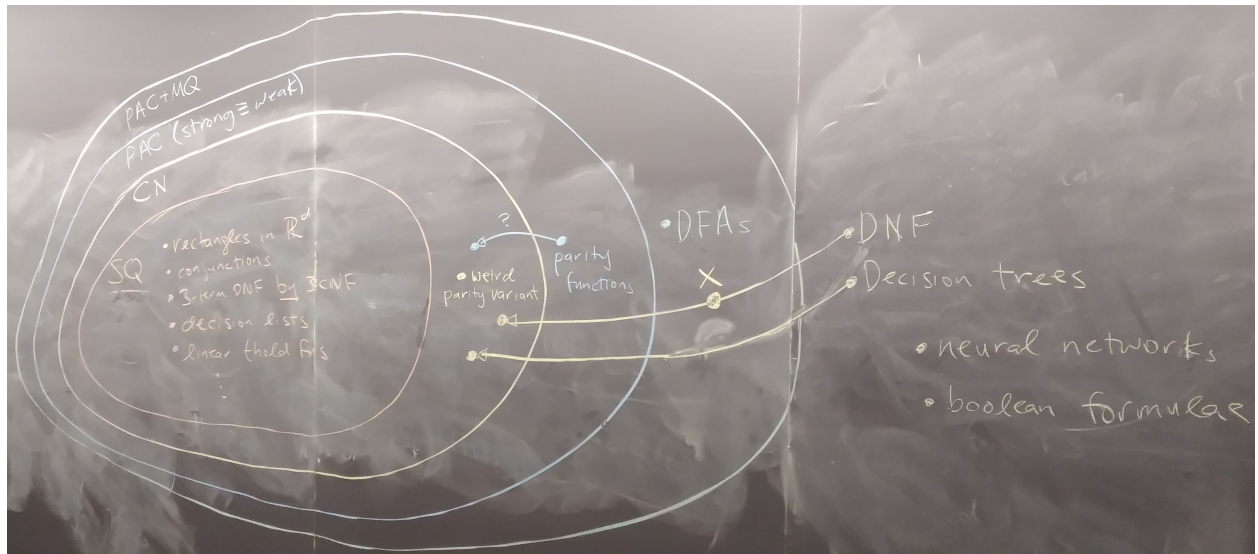 PAC+MQ
PAC (strong ≡ weak)
CN
SQ
• rectangles in ℝᵈ
• conjunctions
• 3-term DNF by 3CNF
• decision lists
• linear thold fns
⋮
?
• weird
parity variant
parity
functions
• DFAs
X
DNF
Decision trees
• neural networks
• boolean formulae